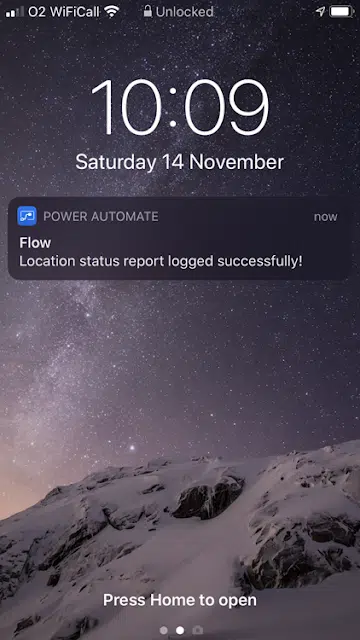 O2 WiFiCall Unlocked
10:09
Saturday 14 November
POWER AUTOMATE now
Flow
Location status report logged successfully!
Press Home to open